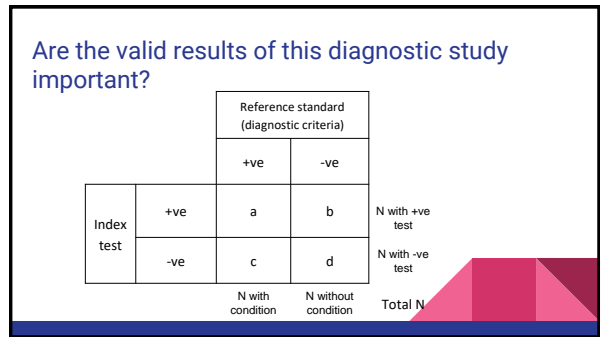 Are the valid results of this diagnostic study
important?
Reference standard
(diagnostic criteria)
+ve -ve
Index
test
+ve a b N with +ve
test
-ve c d N with -ve
test
N with
condition
N without
condition
Total N